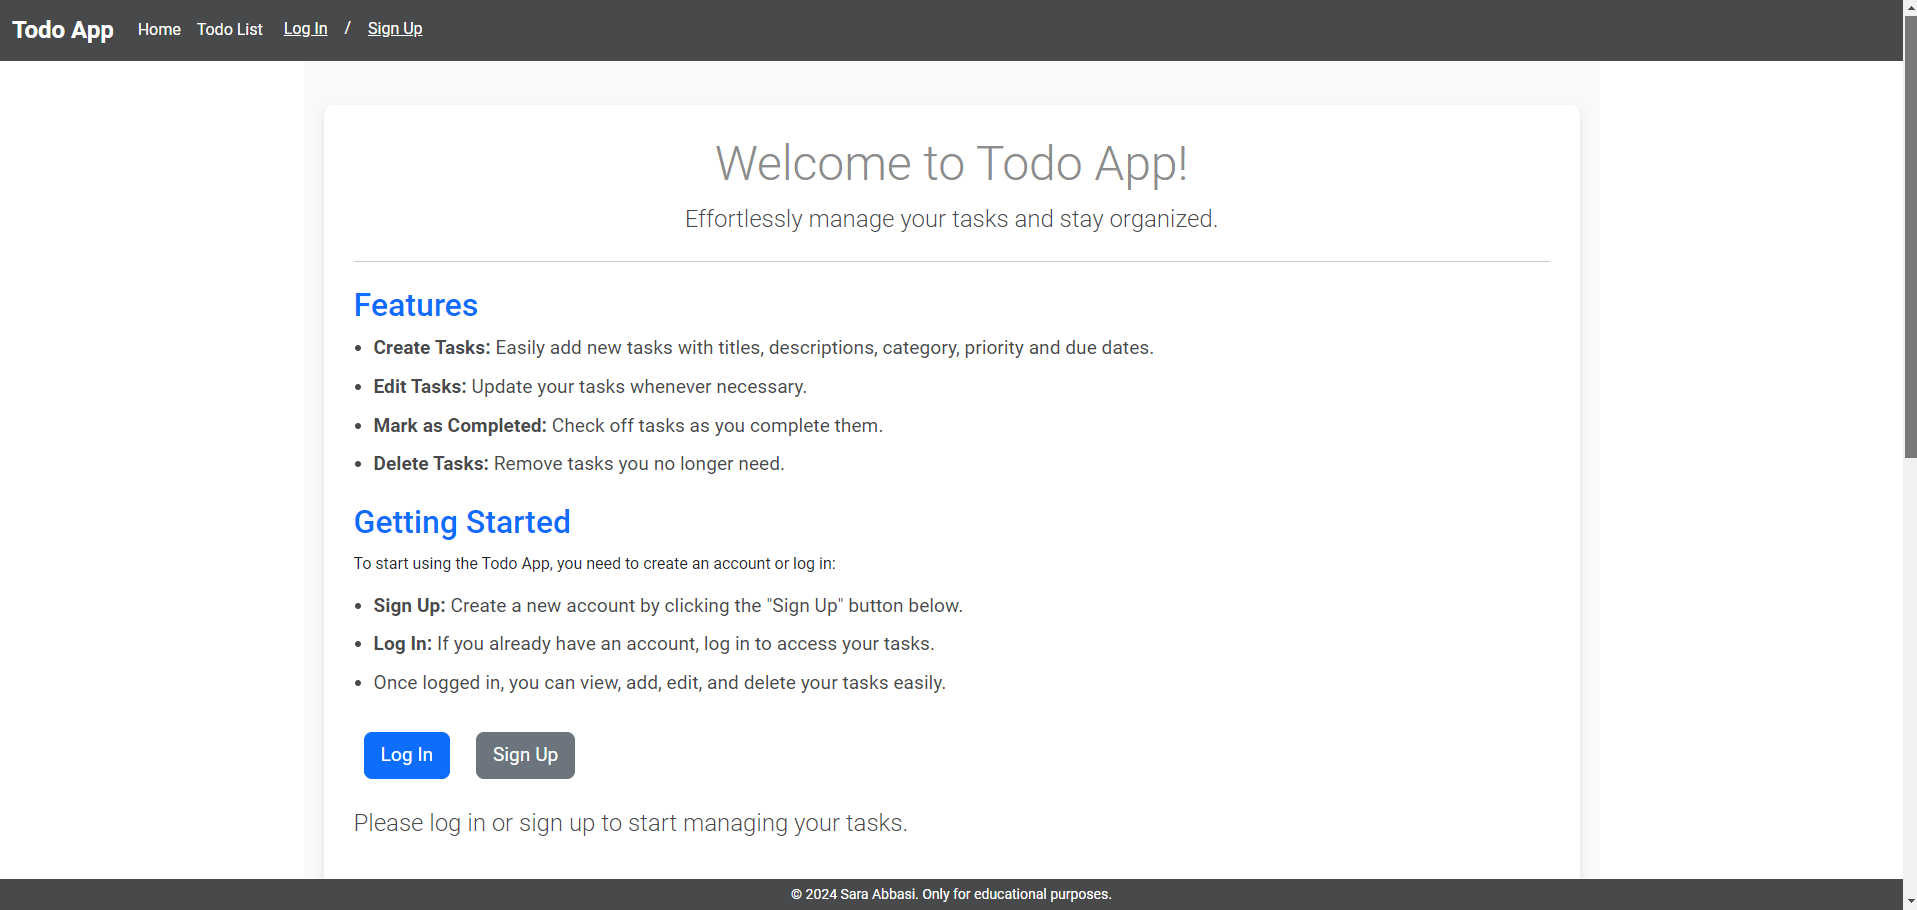 Todo App Home Todo List Log In / Sign Up
Welcome to Todo App!
Effortlessly manage your tasks and stay organized.
Features
• Create Tasks: Easily add new tasks with titles, descriptions, category, priority and due dates.
• Edit Tasks: Update your tasks whenever necessary.
• Mark as Completed: Check off tasks as you complete them.
• Delete Tasks: Remove tasks you no longer need.
Getting Started
To start using the Todo App, you need to create an account or log in:
• Sign Up: Create a new account by clicking the "Sign Up" button below.
• Log In: If you already have an account, log in to access your tasks.
• Once logged in, you can view, add, edit, and delete your tasks easily.
Log In Sign Up
Please log in or sign up to start managing your tasks.
© 2024 Sara Abbasi. Only for educational purposes.